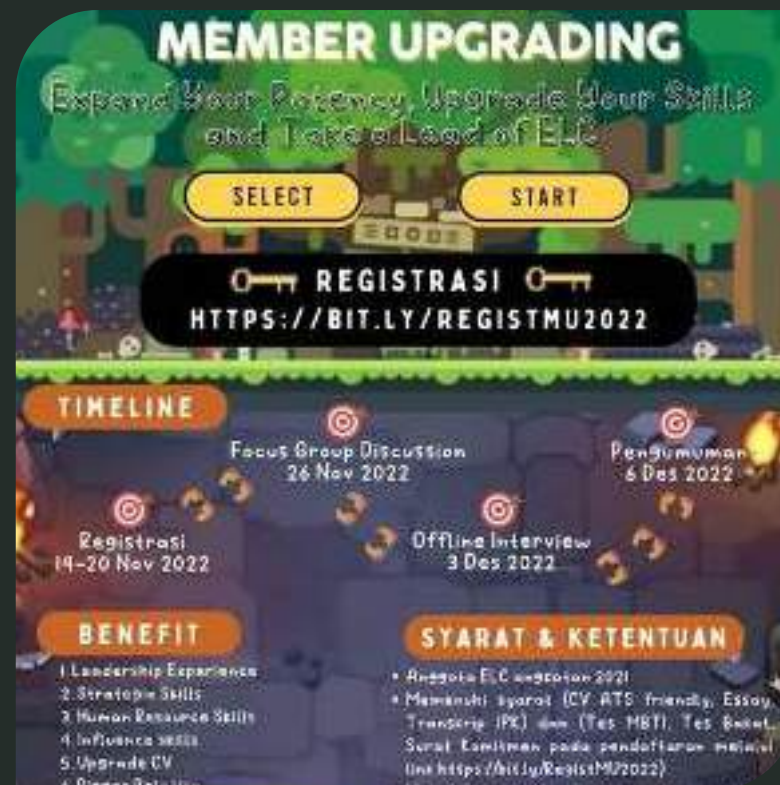 MEMBER UPGRADING
Expand Your Potency, Upgrade Your Skills
and Take a Lead of ELC
SELECT
START
REGISTRASI
HTTPS://BIT.LY/REGISTMU2022
TIMELINE
Focus Group Discussion
26 Nov 2022
Pengumuman
6 Des 2022
Registrasi
14-20 Nov 2022
Offline Interview
3 Des 2022
BENEFIT
1. Leadership Experience
2. Strategic Skills
3. Human Resource Skills
4. Influence skills
5. Upgrade CV
SYARAT & KETENTUAN
• Anggota ELC angkatan 2021
• Memenuhi syarat (CV ATS friendly, Essay,
Transcrip IPK) dan (Tes MBTI, Tes Bakat,
Surat Komitmen pada pendaftaran melalui
link https://bit.ly/RegistMU2022)